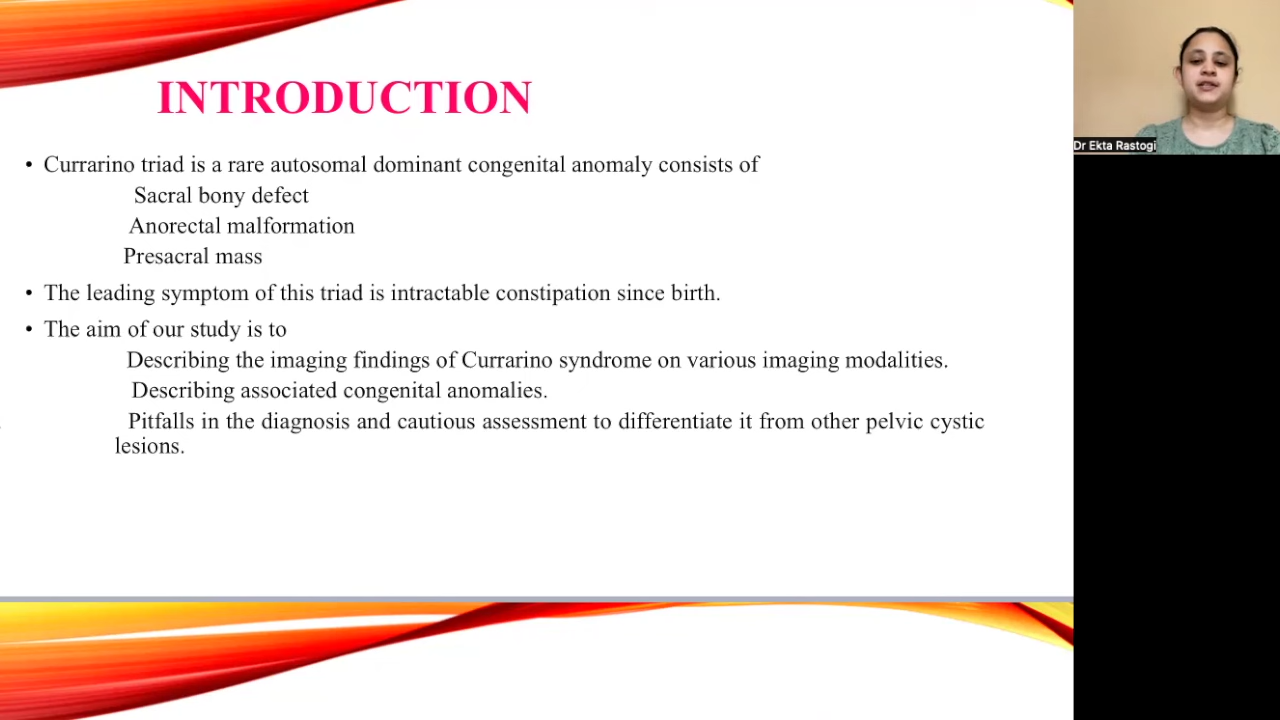 INTRODUCTION
• Currarino triad is a rare autosomal dominant congenital anomaly consists of
Sacral bony defect
Anorectal malformation
Presacral mass
• The leading symptom of this triad is intractable constipation since birth.
• The aim of our study is to
Describing the imaging findings of Currarino syndrome on various imaging modalities.
Describing associated congenital anomalies.
Pitfalls in the diagnosis and cautious assessment to differentiate it from other pelvic cystic
lesions.
Dr Ekta Rastogi